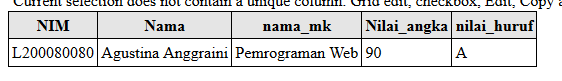 Current selection does not contain a unique column. Grid edit, checkbox, Edit, Copy a
NIM Nama nama_mk Nilai_angka nilai_huruf
L200080080 Agustina Anggraini Pemrograman Web 90 A